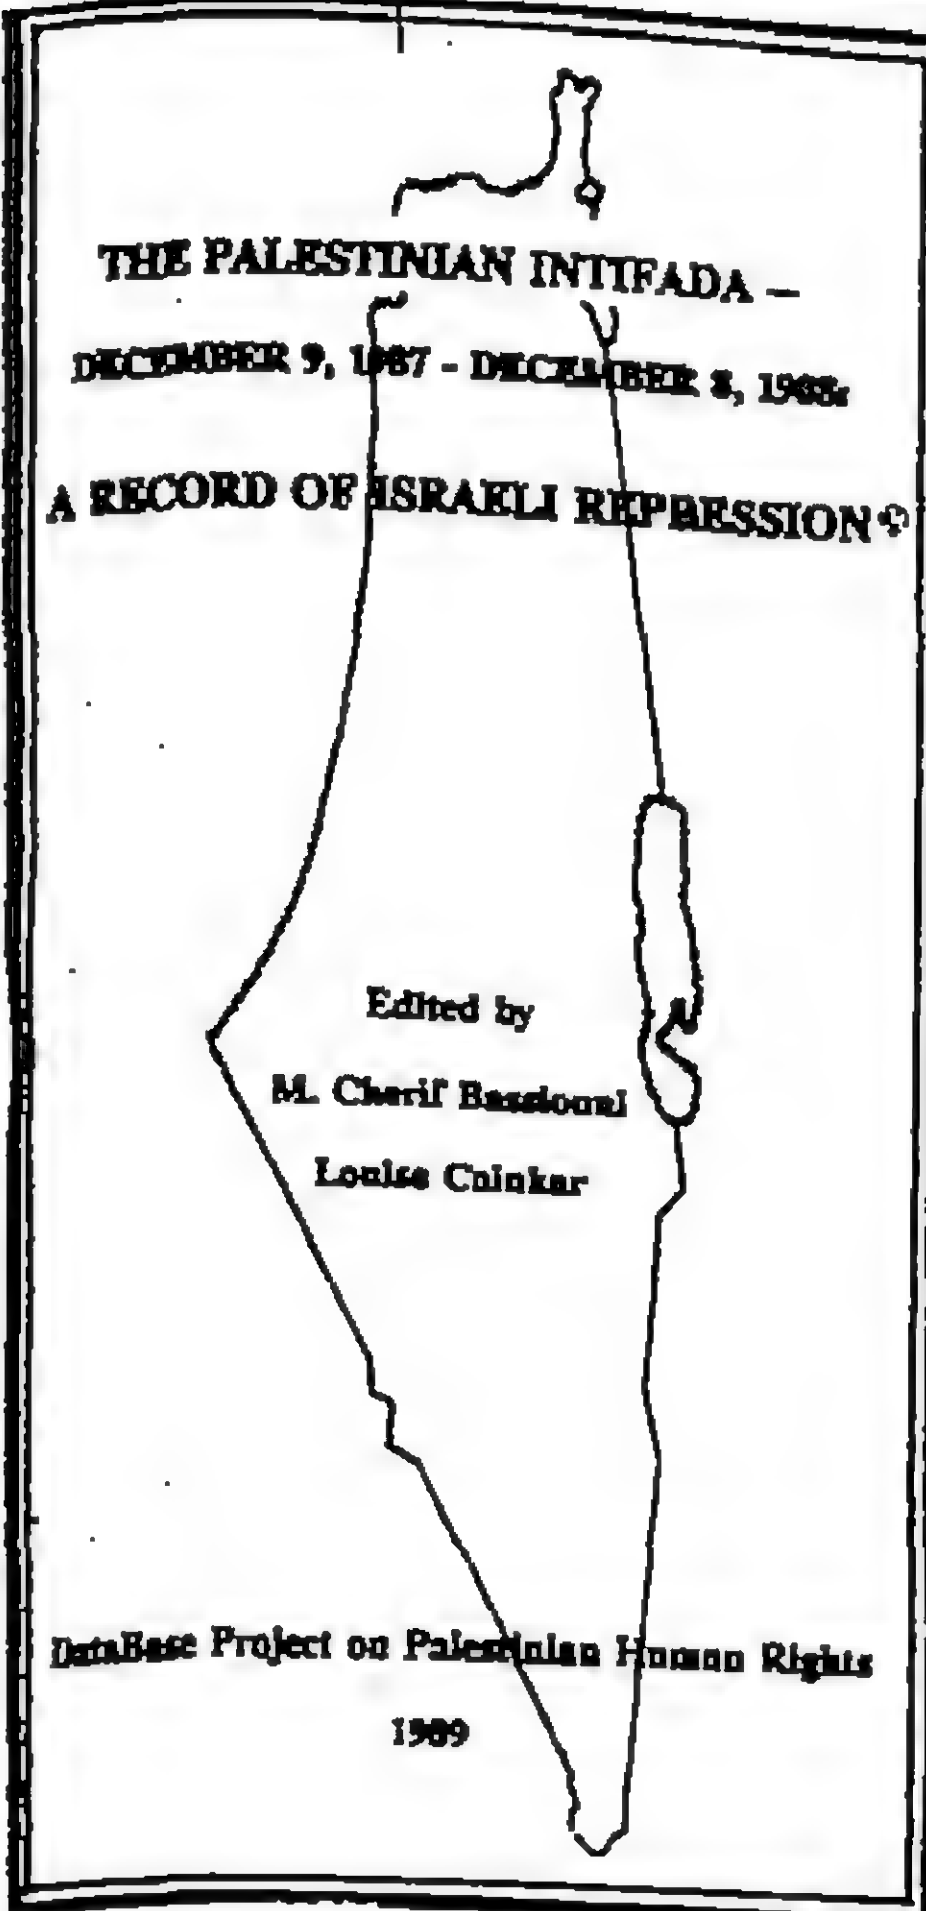 THE PALESTINIAN INTIFADA —
DECEMBER 9, 1987 - DECEMBER 8, 1988:
A RECORD OF ISRAELI REPRESSION ©
Edited by
M. Cherif Bassiouni
Louise Cainkar
DataBase Project on Palestinian Human Rights
1989